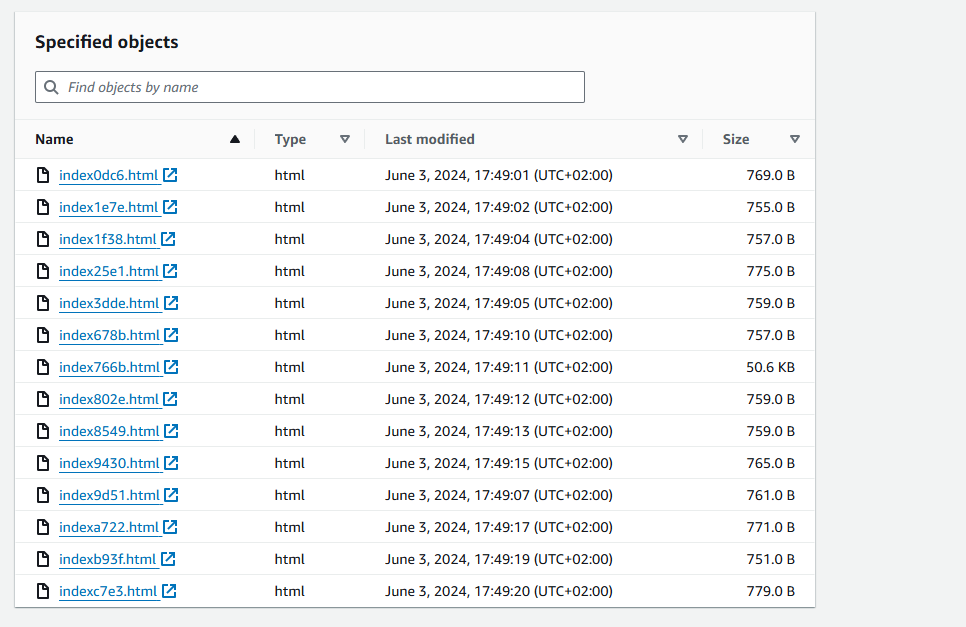 Specified objects
Find objects by name
Name Type Last modified Size
index0dc6.html html June 3, 2024, 17:49:01 (UTC+02:00) 769.0 B
index1e7e.html html June 3, 2024, 17:49:02 (UTC+02:00) 755.0 B
index1f38.html html June 3, 2024, 17:49:04 (UTC+02:00) 757.0 B
index25e1.html html June 3, 2024, 17:49:08 (UTC+02:00) 775.0 B
index3dde.html html June 3, 2024, 17:49:05 (UTC+02:00) 759.0 B
index678b.html html June 3, 2024, 17:49:10 (UTC+02:00) 757.0 B
index766b.html html June 3, 2024, 17:49:11 (UTC+02:00) 50.6 KB
index802e.html html June 3, 2024, 17:49:12 (UTC+02:00) 759.0 B
index8549.html html June 3, 2024, 17:49:13 (UTC+02:00) 759.0 B
index9430.html html June 3, 2024, 17:49:15 (UTC+02:00) 765.0 B
index9d51.html html June 3, 2024, 17:49:07 (UTC+02:00) 761.0 B
indexa722.html html June 3, 2024, 17:49:17 (UTC+02:00) 771.0 B
indexb93f.html html June 3, 2024, 17:49:19 (UTC+02:00) 751.0 B
indexc7e3.html html June 3, 2024, 17:49:20 (UTC+02:00) 779.0 B